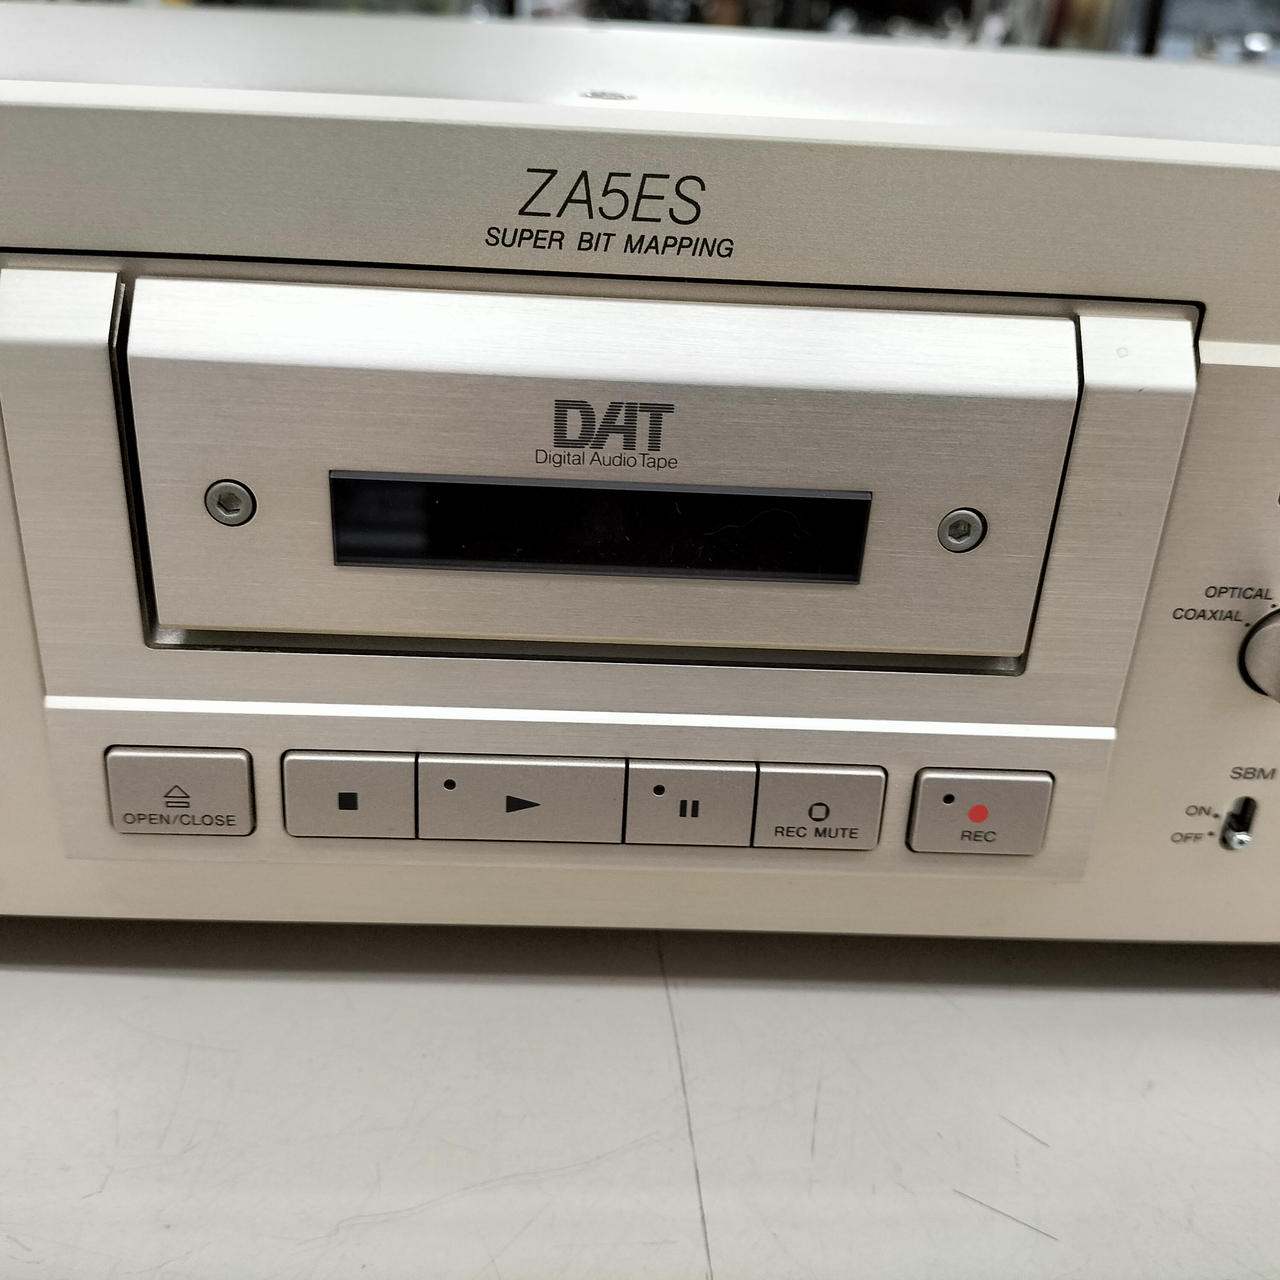 ZA5ES
SUPER BIT MAPPING
DAT
Digital Audio Tape
OPTICAL
COAXIAL
SBM
ON
OFF
OPEN/CLOSE
REC MUTE
REC